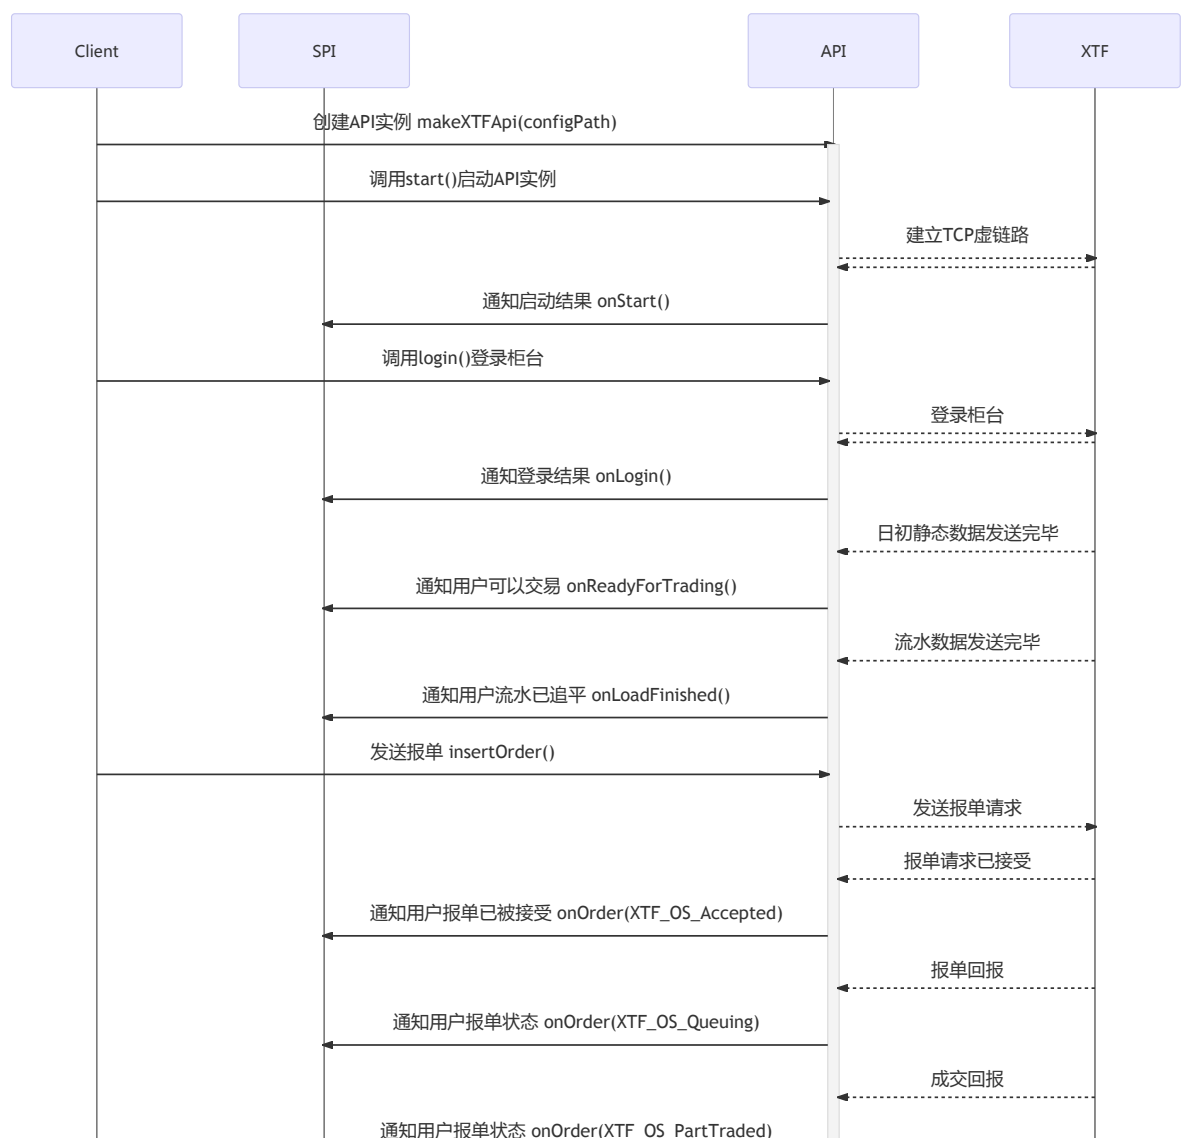 Client
SPI
API
XTF
创建API实例 makeXTFApi(configPath)
调用start()启动API实例
建立TCP虚链路
通知启动结果 onStart()
调用login()登录柜台
登录柜台
通知登录结果 onLogin()
日初静态数据发送完毕
通知用户可以交易 onReadyForTrading()
流水数据发送完毕
通知用户流水已追平 onLoadFinished()
发送报单 insertOrder()
发送报单请求
报单请求已接受
通知用户报单已被接受 onOrder(XTF_OS_Accepted)
报单回报
通知用户报单状态 onOrder(XTF_OS_Queuing)
成交回报
通知用户报单状态 onOrder(XTF_OS_PartTraded)